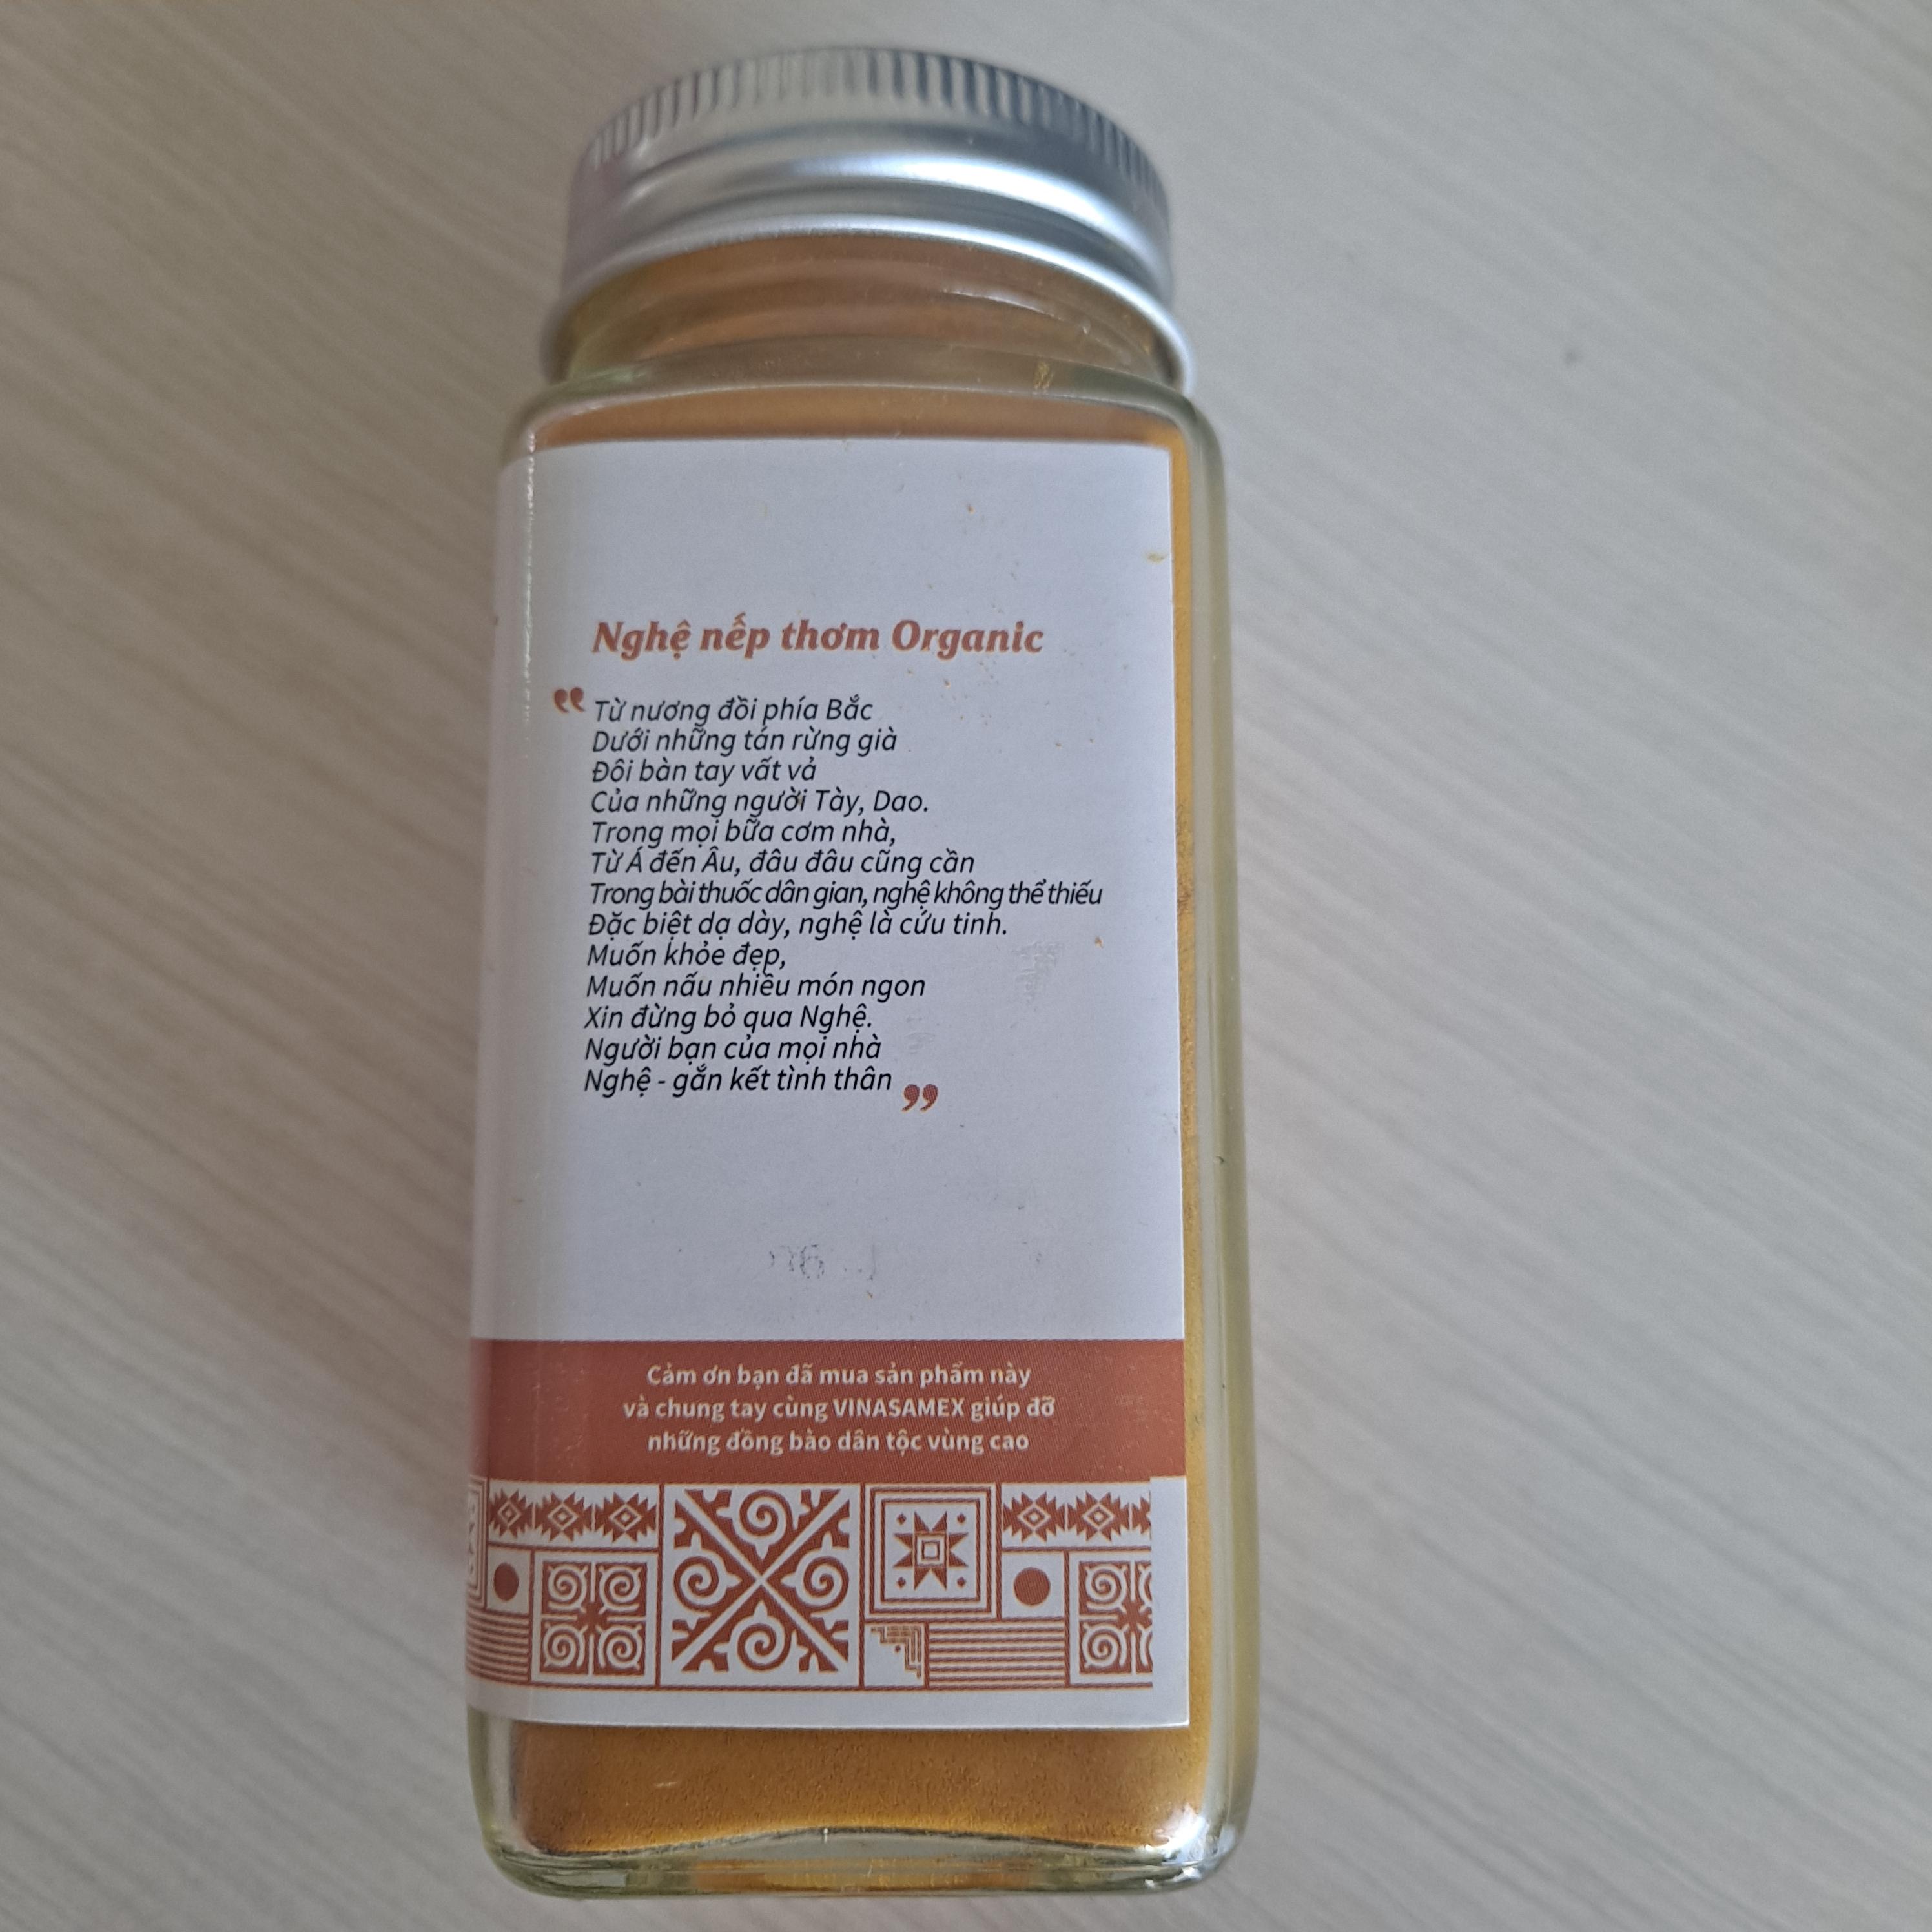 Nghệ nếp thơm Organic
“ Từ nương đồi phía Bắc
Dưới những tán rừng già
Đôi bàn tay vất vả
Của những người Tày, Dao.
Trong mọi bữa cơm nhà,
Từ Á đến Âu, đâu đâu cũng cần
Trong bài thuốc dân gian, nghệ không thể thiếu
Đặc biệt dạ dày, nghệ là cứu tinh.
Muốn khỏe đẹp,
Muốn nấu nhiều món ngon
Xin đừng bỏ qua Nghệ.
Người bạn của mọi nhà
Nghệ - gắn kết tình thân ”
Cảm ơn bạn đã mua sản phẩm này
và chung tay cùng VINASAMEX giúp đỡ
những đồng bào dân tộc vùng cao